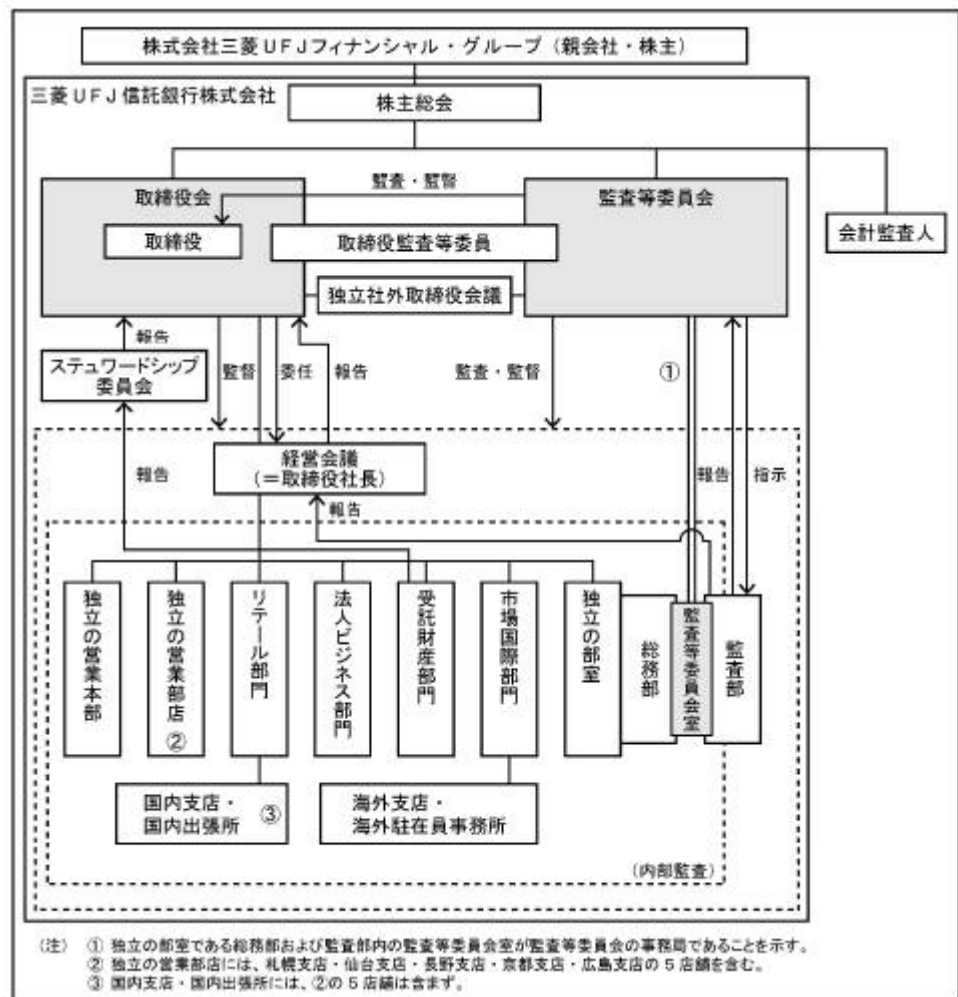 株式会社三菱UFJフィナンシャル・グループ（親会社・株主）
三菱UFJ信託銀行株式会社
株主総会
取締役会
監査・監督
監査等委員会
取締役
取締役監査等委員
会計監査人
独立社外取締役会議
報告
ステュワードシップ
委員会
監督
委任
報告
監査・監督
①
報告
経営会議
（＝取締役社長）
報告
報告
指示
独立の営業本部
独立の営業部店②
リテール部門
法人ビジネス部門
受託財産部門
市場国際部門
独立の部室
総務部
監査等委員会室
監査部
国内支店・
国内出張所
③
海外支店・
海外駐在員事務所
（内部監査）
（注） ① 独立の部室である総務部および監査部内の監査等委員会室が監査等委員会の事務局であることを示す。
② 独立の営業部店には、札幌支店・仙台支店・長野支店・京都支店・広島支店の5店舗を含む。
③ 国内支店・国内出張所には、②の5店舗は含まず。